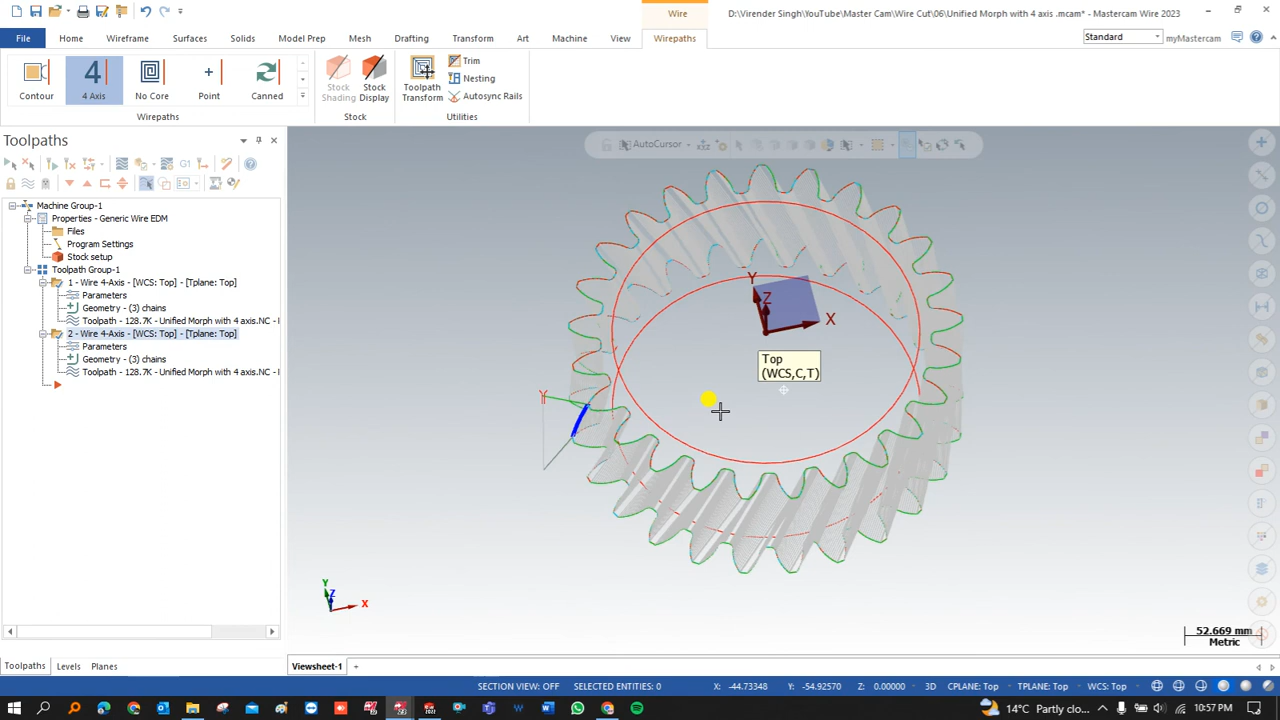 Wire
D:\Virender Singh\YouTube\Master Cam\Wire Cut\06\Unified Morph with 4 axis .mcam* - Mastercam Wire 2023
File
Home
Wireframe
Surfaces
Solids
Model Prep
Mesh
Drafting
Transform
Art
Machine
View
Wirepaths
Standard
myMastercam
Contour
4 Axis
No Core
Point
Canned
Stock Shading
Stock Display
Toolpath Transform
Trim
Nesting
Autosync Rails
Wirepaths
Stock
Utilities
Toolpaths
AutoCursor
G1
Machine Group-1
Properties - Generic Wire EDM
Files
Program Settings
Stock setup
Toolpath Group-1
1 - Wire 4-Axis - [WCS: Top] - [Tplane: Top]
Parameters
Geometry - (3) chains
Toolpath - 128.7K - Unified Morph with 4 axis.NC -
2 - Wire 4-Axis - [WCS: Top] - [Tplane: Top]
Parameters
Geometry - (3) chains
Toolpath - 128.7K - Unified Morph with 4 axis.NC -
Y
Z
X
Top
(WCS,C,T)
Y
Y
Z
X
52.669 mm
Metric
Toolpaths
Levels
Planes
Viewsheet-1
+
SECTION VIEW: OFF
SELECTED ENTITIES: 0
X: -44.73348
Y: -54.92570
Z: 0.00000
3D
CPLANE: Top
TPLANE: Top
WCS: Top
14°C Partly clo...
10:57 PM